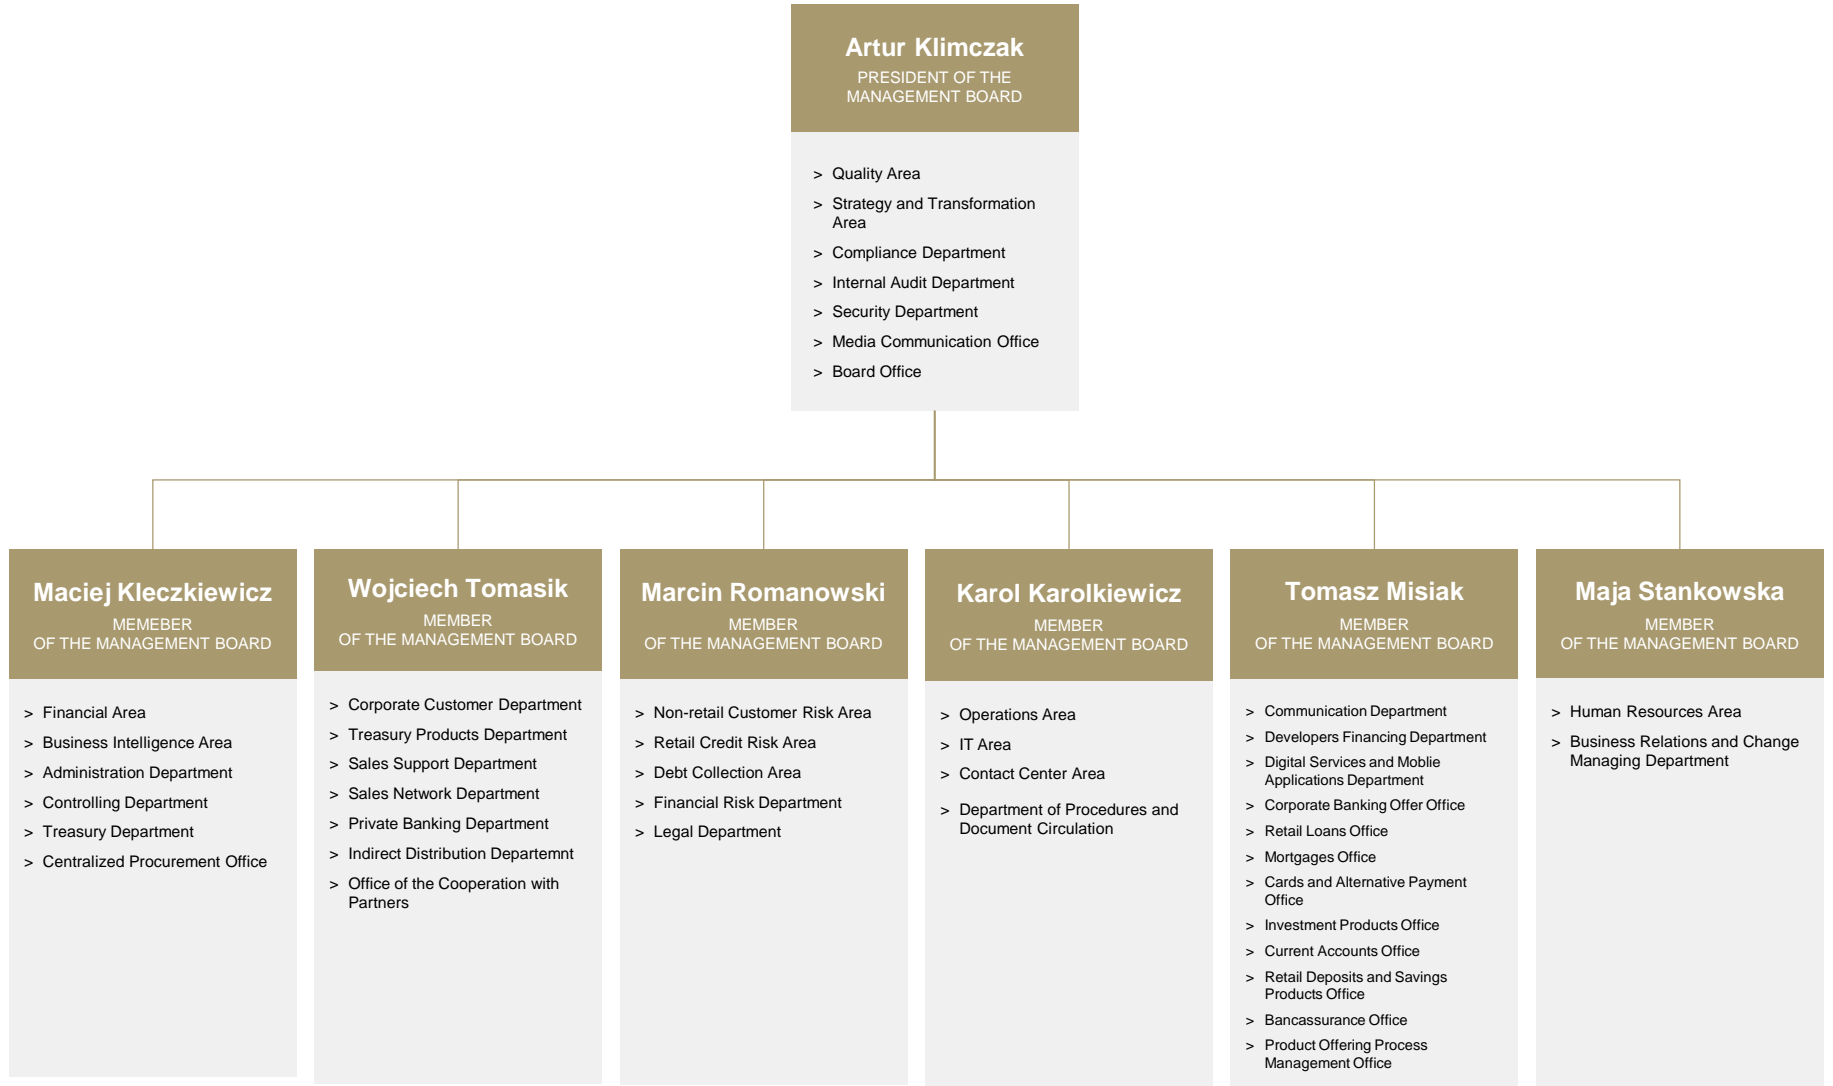 Artur Klimczak
PRESIDENT OF THE
MANAGEMENT BOARD
> Quality Area
> Strategy and Transformation
Area
> Compliance Department
> Internal Audit Department
> Security Department
> Media Communication Office
> Board Office
Maciej Kleczkiewicz
MEMEBER
OF THE MANAGEMENT BOARD
> Financial Area
> Business Intelligence Area
> Administration Department
> Controlling Department
> Treasury Department
> Centralized Procurement Office
Wojciech Tomasik
MEMBER
OF THE MANAGEMENT BOARD
> Corporate Customer Department
> Treasury Products Department
> Sales Support Department
> Sales Network Department
> Private Banking Department
> Indirect Distribution Departemnt
> Office of the Cooperation with
Partners
Marcin Romanowski
MEMBER
OF THE MANAGEMENT BOARD
> Non-retail Customer Risk Area
> Retail Credit Risk Area
> Debt Collection Area
> Financial Risk Department
> Legal Department
Karol Karolkiewicz
MEMBER
OF THE MANAGEMENT BOARD
> Operations Area
> IT Area
> Contact Center Area
> Department of Procedures and
Document Circulation
Tomasz Misiak
MEMBER
OF THE MANAGEMENT BOARD
> Communication Department
> Developers Financing Department
> Digital Services and Moblie
Applications Department
> Corporate Banking Offer Office
> Retail Loans Office
> Mortgages Office
> Cards and Alternative Payment
Office
> Investment Products Office
> Current Accounts Office
> Retail Deposits and Savings
Products Office
> Bancassurance Office
> Product Offering Process
Management Office
Maja Stankowska
MEMBER
OF THE MANAGEMENT BOARD
> Human Resources Area
> Business Relations and Change
Managing Department